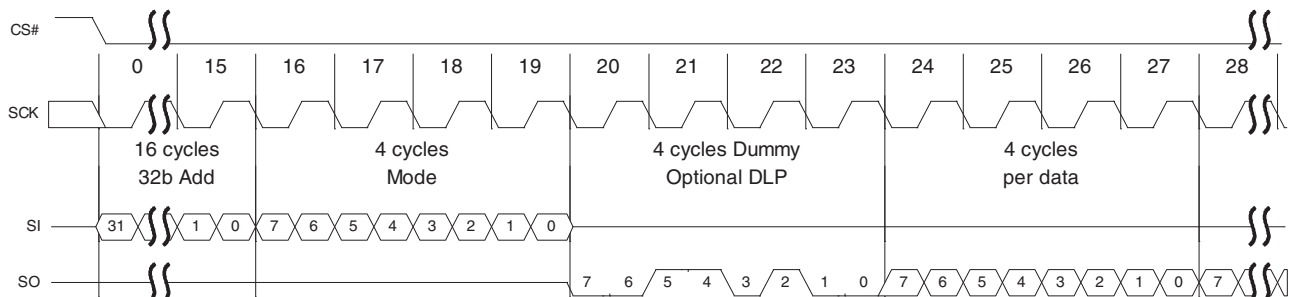 CS#
0 15 16 17 18 19 20 21 22 23 24 25 26 27 28
SCK
16 cycles 4 cycles 4 cycles Dummy 4 cycles
32b Add Mode Optional DLP per data
SI 31 1 0 7 6 5 4 3 2 1 0
SO 7 6 5 4 3 2 1 0 7 6 5 4 3 2 1 0 7